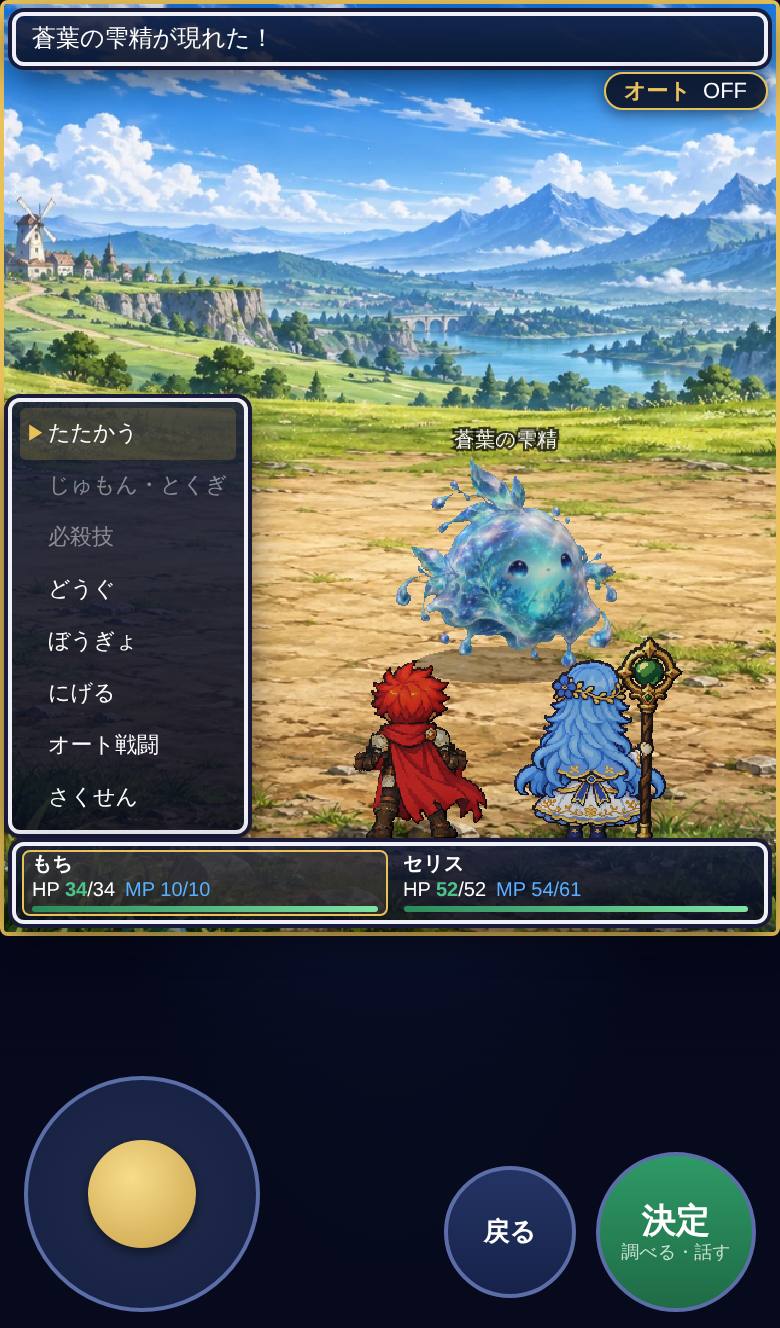 蒼葉の雫精が現れた！
オート OFF
蒼葉の雫精
▶たたかう
じゅもん・とくぎ
必殺技
どうぐ
ぼうぎょ
にげる
オート戦闘
さくせん
もち
HP 34/34 MP 10/10
セリス
HP 52/52 MP 54/61
戻る
決定
調べる・話す